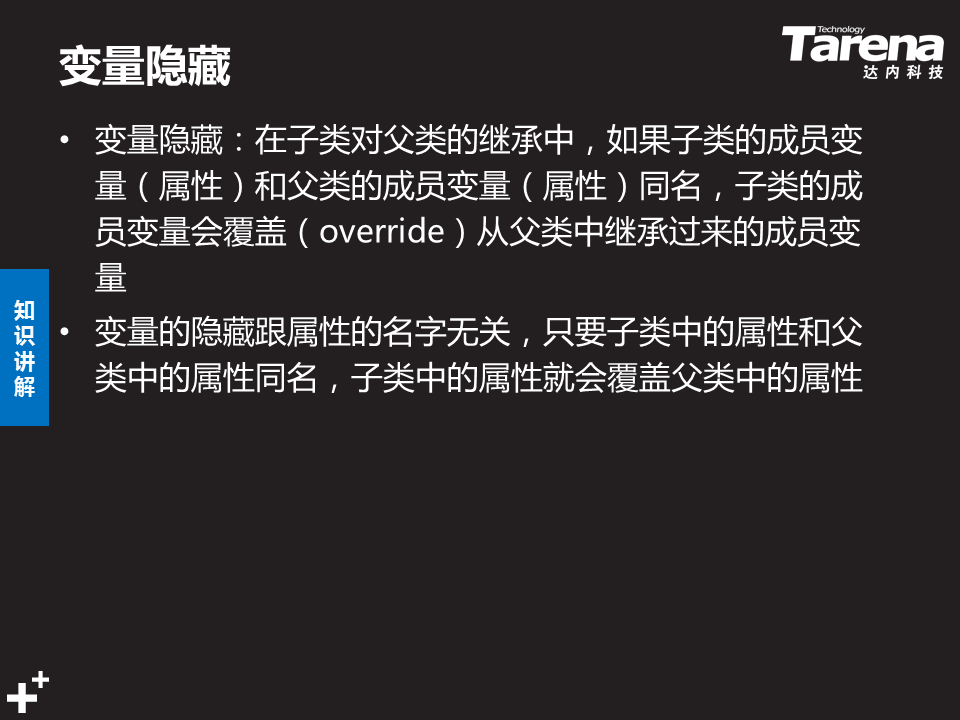 变量隐藏
Technology
Tarena
达内科技
• 变量隐藏：在子类对父类的继承中，如果子类的成员变
量（属性）和父类的成员变量（属性）同名，子类的成
员变量会覆盖（override）从父类中继承过来的成员变
量
• 变量的隐藏跟属性的名字无关，只要子类中的属性和父
类中的属性同名，子类中的属性就会覆盖父类中的属性
知
识
讲
解